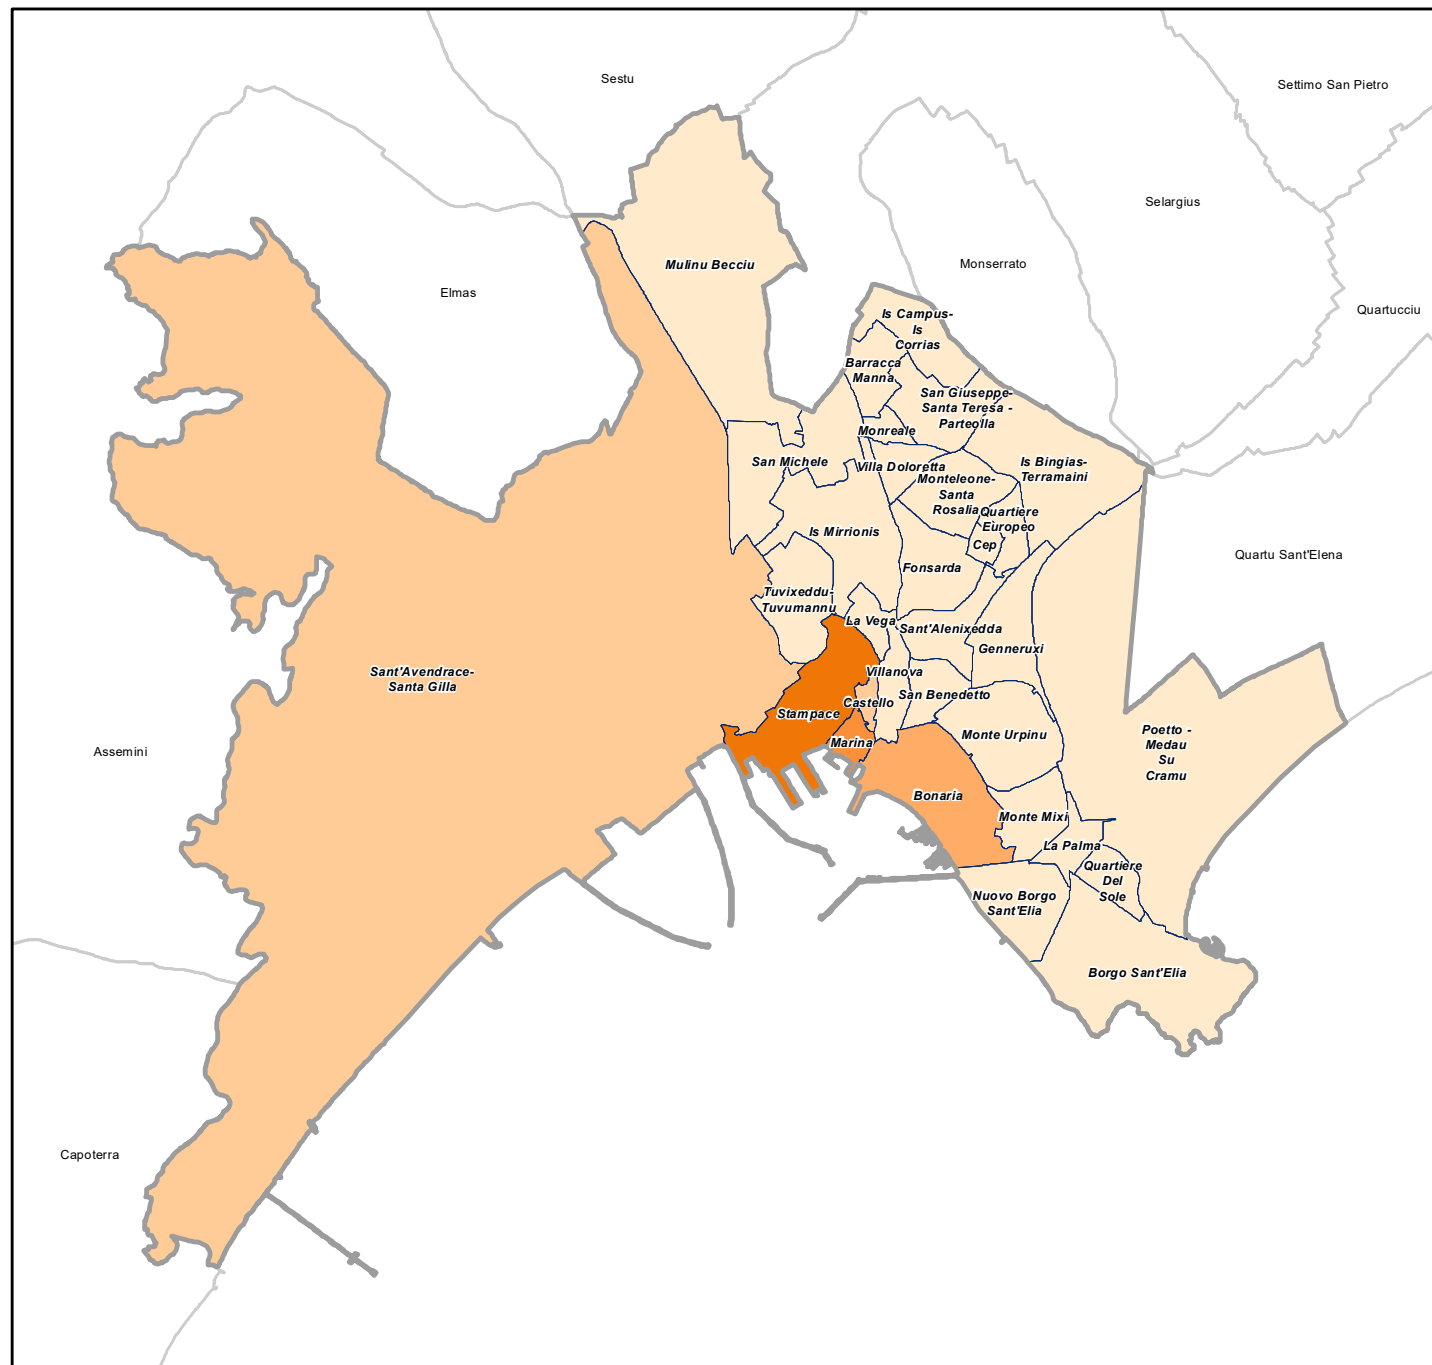 Sestu
Settimo San Pietro
Selargius
Mulinu Becciu
Monserrato
Elmas
Quartucciu
Is Campus-
Is
Corrias
Barracca
Manna
San Giuseppe-
Santa Teresa -
Parteolla
Monreale
San Michele
Villa Doloretta
Is Bingias-
Terramaini
Monteleone-
Santa
Rosalia
Quartiere
Europeo
Is Mirrionis
Cep
Quartu Sant'Elena
Fonsarda
Tuvixeddu-
Tuvumannu
La Vega
Sant'Alenixedda
Genneruxi
Sant'Avendrace-
Santa Gilla
Villanova
San Benedetto
Castello
Stampace
Marina
Monte Urpinu
Poetto -
Medau
Su
Cramu
Assemini
Bonaria
Monte Mixi
La Palma
Quartiere
Del
Sole
Nuovo Borgo
Sant'Elia
Borgo Sant'Elia
Capoterra